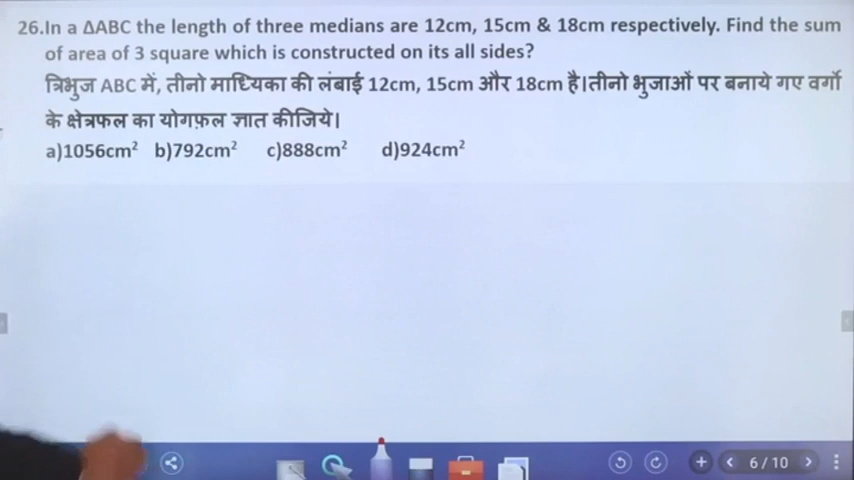 26.In a ΔABC the length of three medians are 12cm, 15cm & 18cm respectively. Find the sum
of area of 3 square which is constructed on its all sides?
त्रिभुज ABC में, तीनो माध्यिका की लंबाई 12cm, 15cm और 18cm है।तीनो भुजाओं पर बनाये गए वर्गो
के क्षेत्रफल का योगफ़ल ज्ञात कीजिये।
a)1056cm² b)792cm² c)888cm² d)924cm²
6 / 10